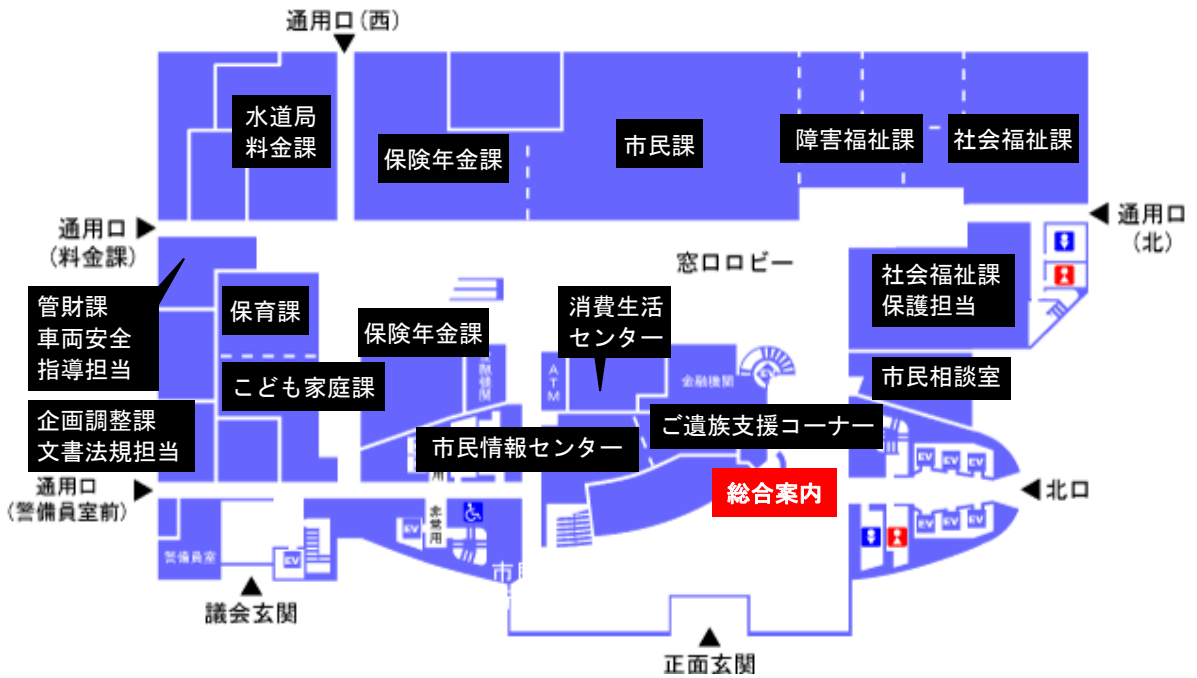 通用口(西)
水道局
料金課
保険年金課
市民課
障害福祉課
社会福祉課
通用口
(料金課)
通用口
(北)
窓口ロビー
管財課
車両安全
指導担当
保育課
保険年金課
消費生活
センター
社会福祉課
保護担当
こども家庭課
金融機関
ATM
金融機関
EV
市民相談室
企画調整課
文書法規担当
市民情報センター
ご遺族支援コーナー
用
EV
EV
EV
総合案内
通用口
(警備員室前)
北口
非常用
EV
EV
EV
EV
警備員室
EV
市民
議会玄関
正面玄関